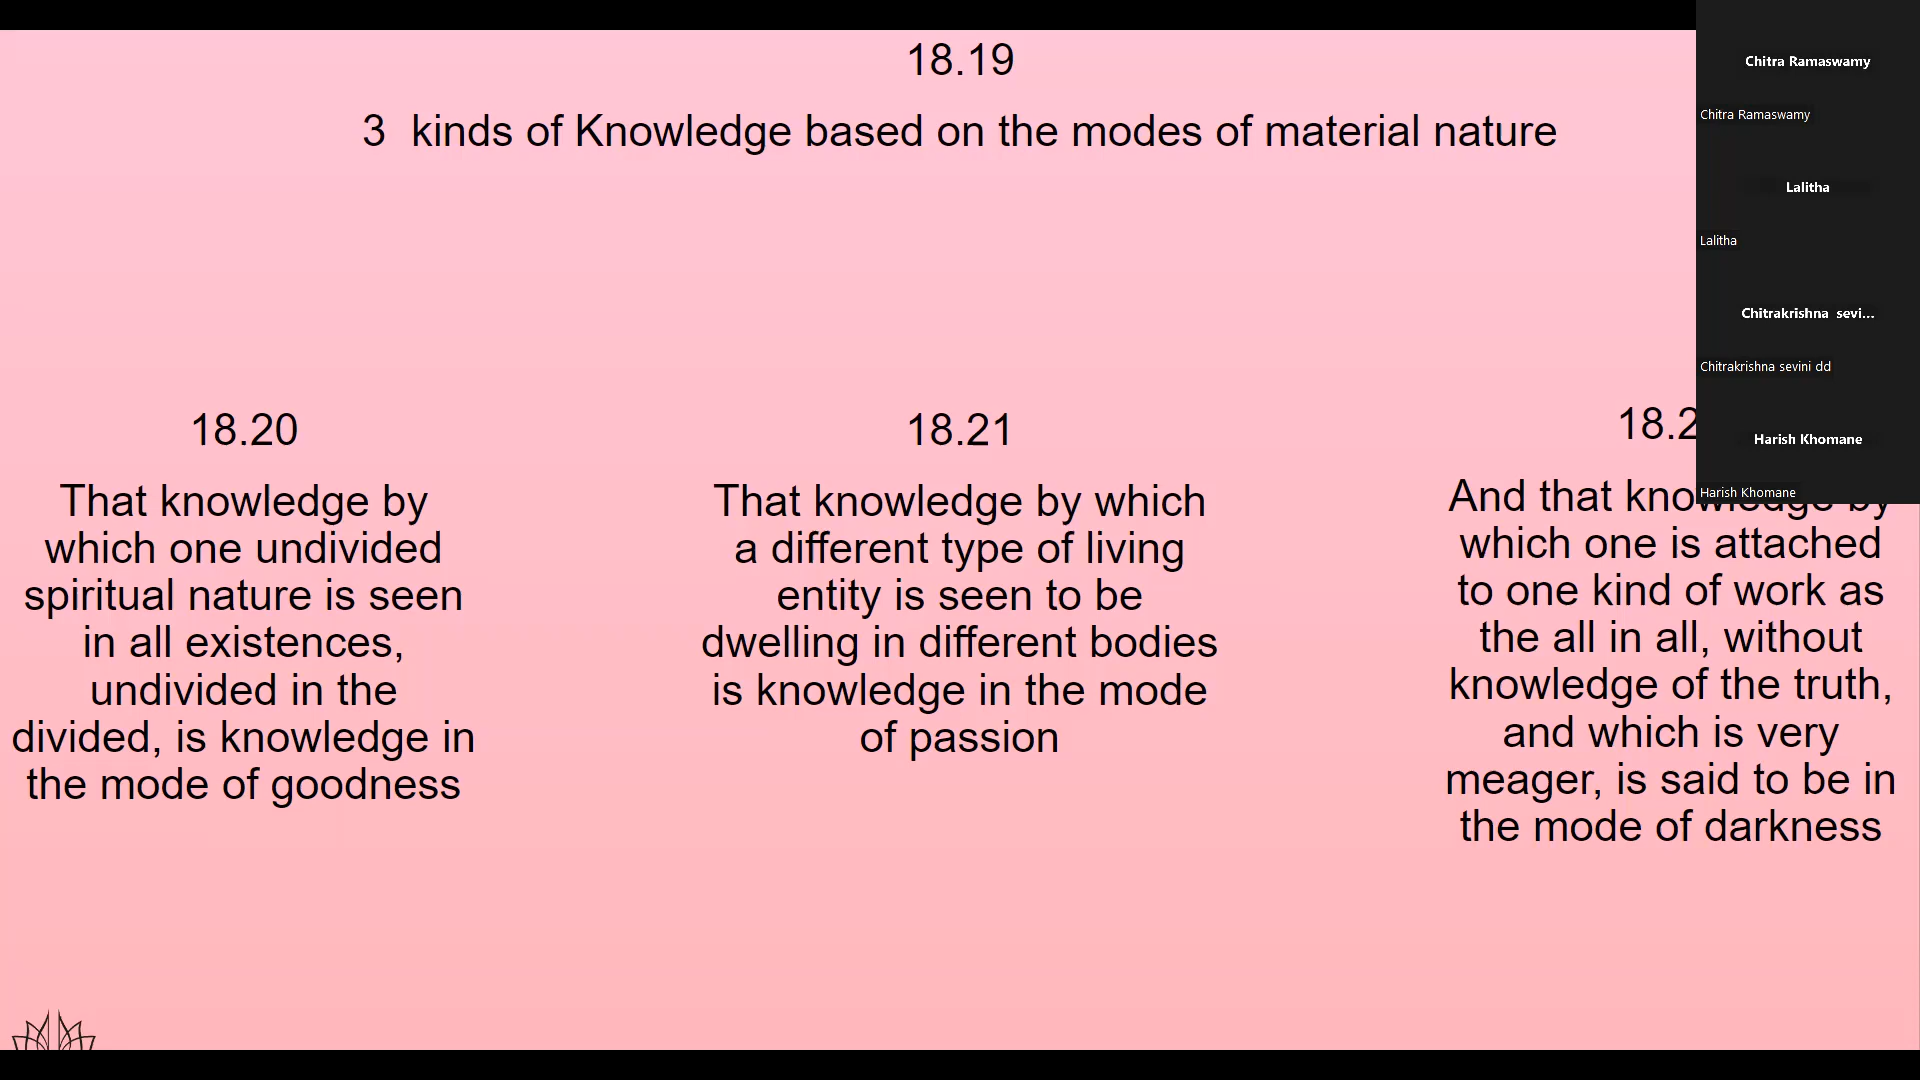 18.19
3 kinds of Knowledge based on the modes of material nature
18.20
That knowledge by
which one undivided
spiritual nature is seen
in all existences,
undivided in the
divided, is knowledge in
the mode of goodness
18.21
That knowledge by which
a different type of living
entity is seen to be
dwelling in different bodies
is knowledge in the mode
of passion
18.2
And that knowledge by
which one is attached
to one kind of work as
the all in all, without
knowledge of the truth,
and which is very
meager, is said to be in
the mode of darkness
Chitra Ramaswamy
Chitra Ramaswamy
Lalitha
Lalitha
Chitrakrishna sevi...
Chitrakrishna sevini dd
Harish Khomane
Harish Khomane